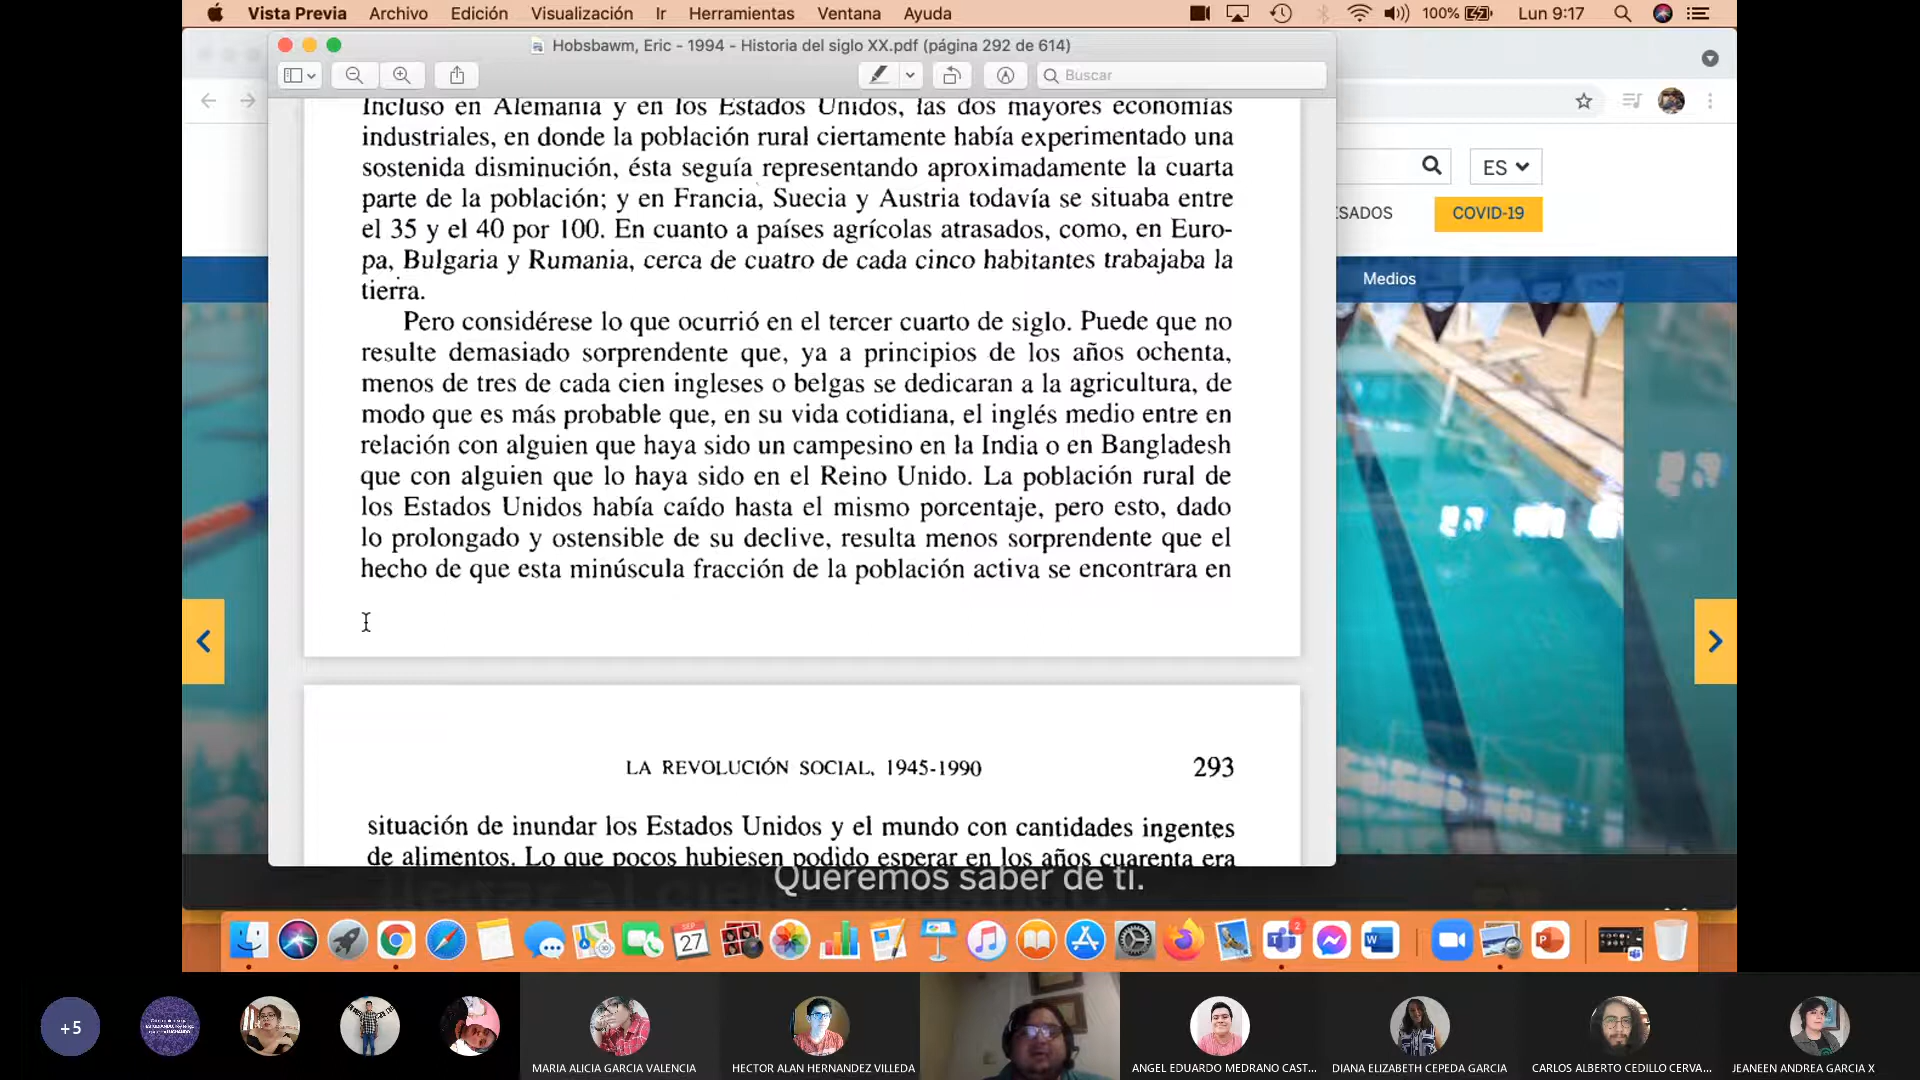 Vista Previa Archivo Edición Visualización Ir Herramientas Ventana Ayuda 100% Lun 9:17
Hobsbawm, Eric - 1994 - Historia del siglo XX.pdf (página 292 de 614)
Buscar
Incluso en Alemania y en los Estados Unidos, las dos mayores economías
industriales, en donde la población rural ciertamente había experimentado una
sostenida disminución, ésta seguía representando aproximadamente la cuarta
parte de la población; y en Francia, Suecia y Austria todavía se situaba entre
el 35 y el 40 por 100. En cuanto a países agrícolas atrasados, como, en Euro-
pa, Bulgaria y Rumania, cerca de cuatro de cada cinco habitantes trabajaba la
tierra.
Pero considérese lo que ocurrió en el tercer cuarto de siglo. Puede que no
resulte demasiado sorprendente que, ya a principios de los años ochenta,
menos de tres de cada cien ingleses o belgas se dedicaran a la agricultura, de
modo que es más probable que, en su vida cotidiana, el inglés medio entre en
relación con alguien que haya sido un campesino en la India o en Bangladesh
que con alguien que lo haya sido en el Reino Unido. La población rural de
los Estados Unidos había caído hasta el mismo porcentaje, pero esto, dado
lo prolongado y ostensible de su declive, resulta menos sorprendente que el
hecho de que esta minúscula fracción de la población activa se encontrara en
LA REVOLUCIÓN SOCIAL, 1945-1990 293
situación de inundar los Estados Unidos y el mundo con cantidades ingentes
de alimentos. Lo que pocos hubiesen podido esperar en los años cuarenta era
ES
ESADOS COVID-19
Medios
Queremos saber de ti.
SEP
27
2
+5
MARIA ALICIA GARCIA VALENCIA
HECTOR ALAN HERNANDEZ VILLEDA
ANGEL EDUARDO MEDRANO CAST...
DIANA ELIZABETH CEPEDA GARCIA
CARLOS ALBERTO CEDILLO CERVA...
JEANEEN ANDREA GARCIA X